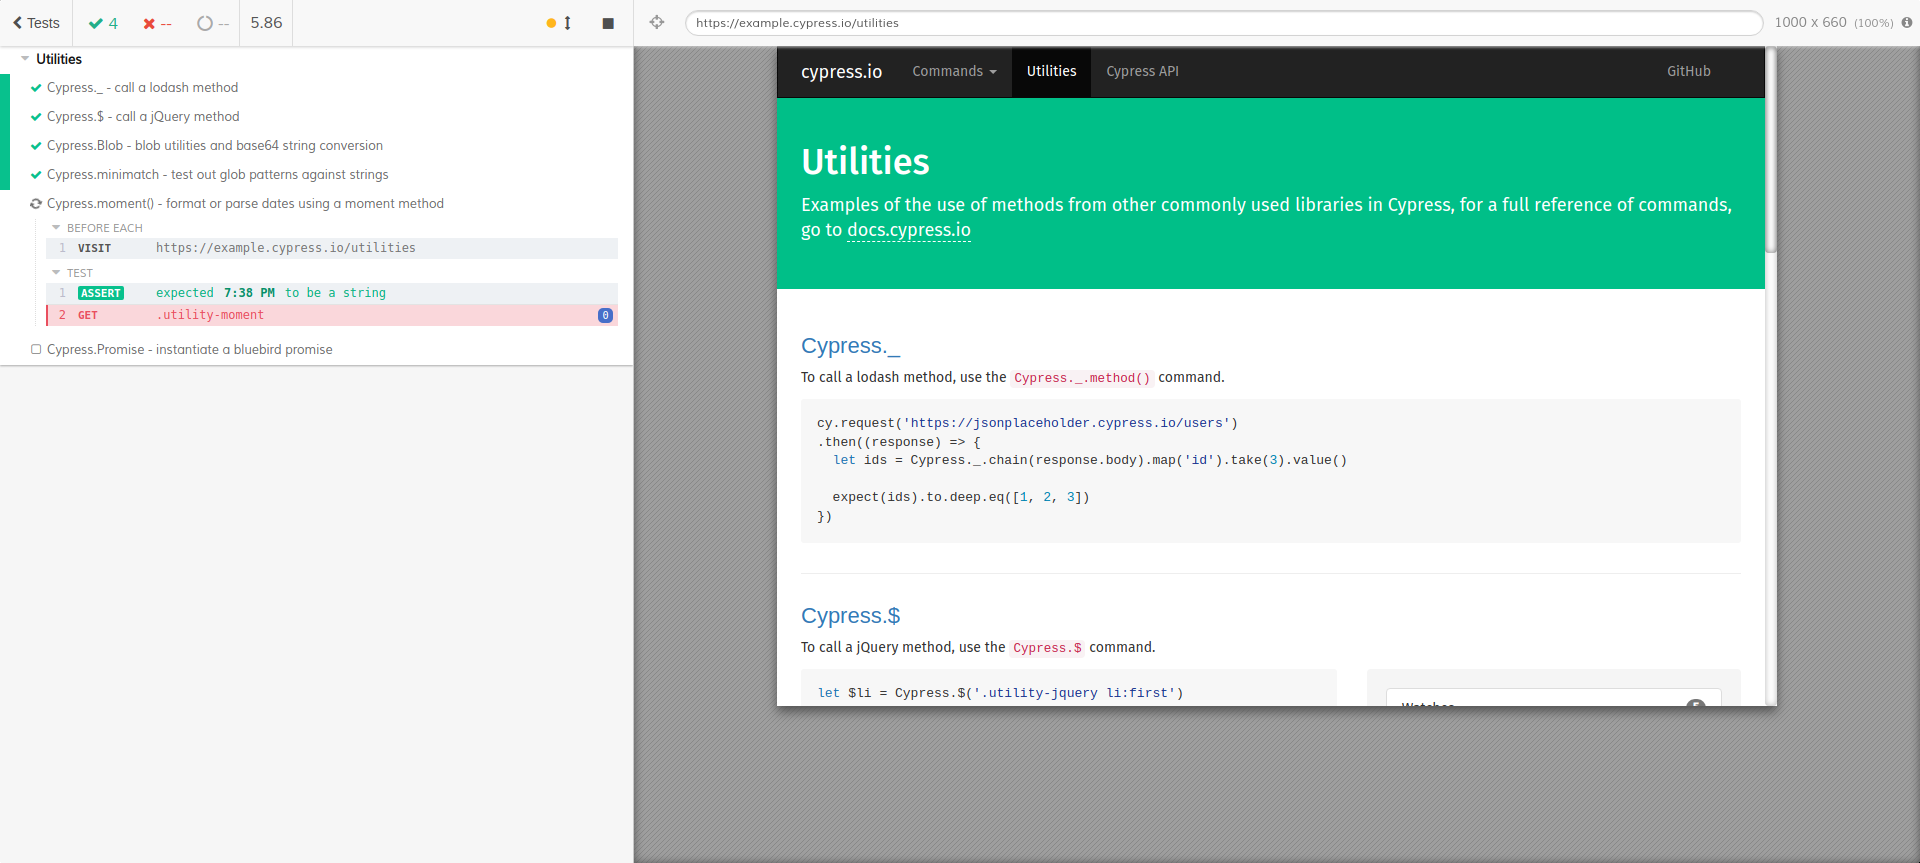 Tests
4
--
--
5.86
https://example.cypress.io/utilities
1000 x 660 (100%)
Utilities
Cypress._ - call a lodash method
Cypress.$ - call a jQuery method
Cypress.Blob - blob utilities and base64 string conversion
Cypress.minimatch - test out glob patterns against strings
Cypress.moment() - format or parse dates using a moment method
BEFORE EACH
1 VISIT https://example.cypress.io/utilities
TEST
1 ASSERT expected 7:38 PM to be a string
2 GET .utility-moment 0
Cypress.Promise - instantiate a bluebird promise
cypress.io Commands Utilities Cypress API GitHub
Utilities
Examples of the use of methods from other commonly used libraries in Cypress, for a full reference of commands,
go to docs.cypress.io
Cypress._
To call a lodash method, use the Cypress._.method() command.
cy.request('https://jsonplaceholder.cypress.io/users')
.then((response) => {
let ids = Cypress._.chain(response.body).map('id').take(3).value()
expect(ids).to.deep.eq([1, 2, 3])
})
Cypress.$
To call a jQuery method, use the Cypress.$ command.
let $li = Cypress.$('.utility-jquery li:first')